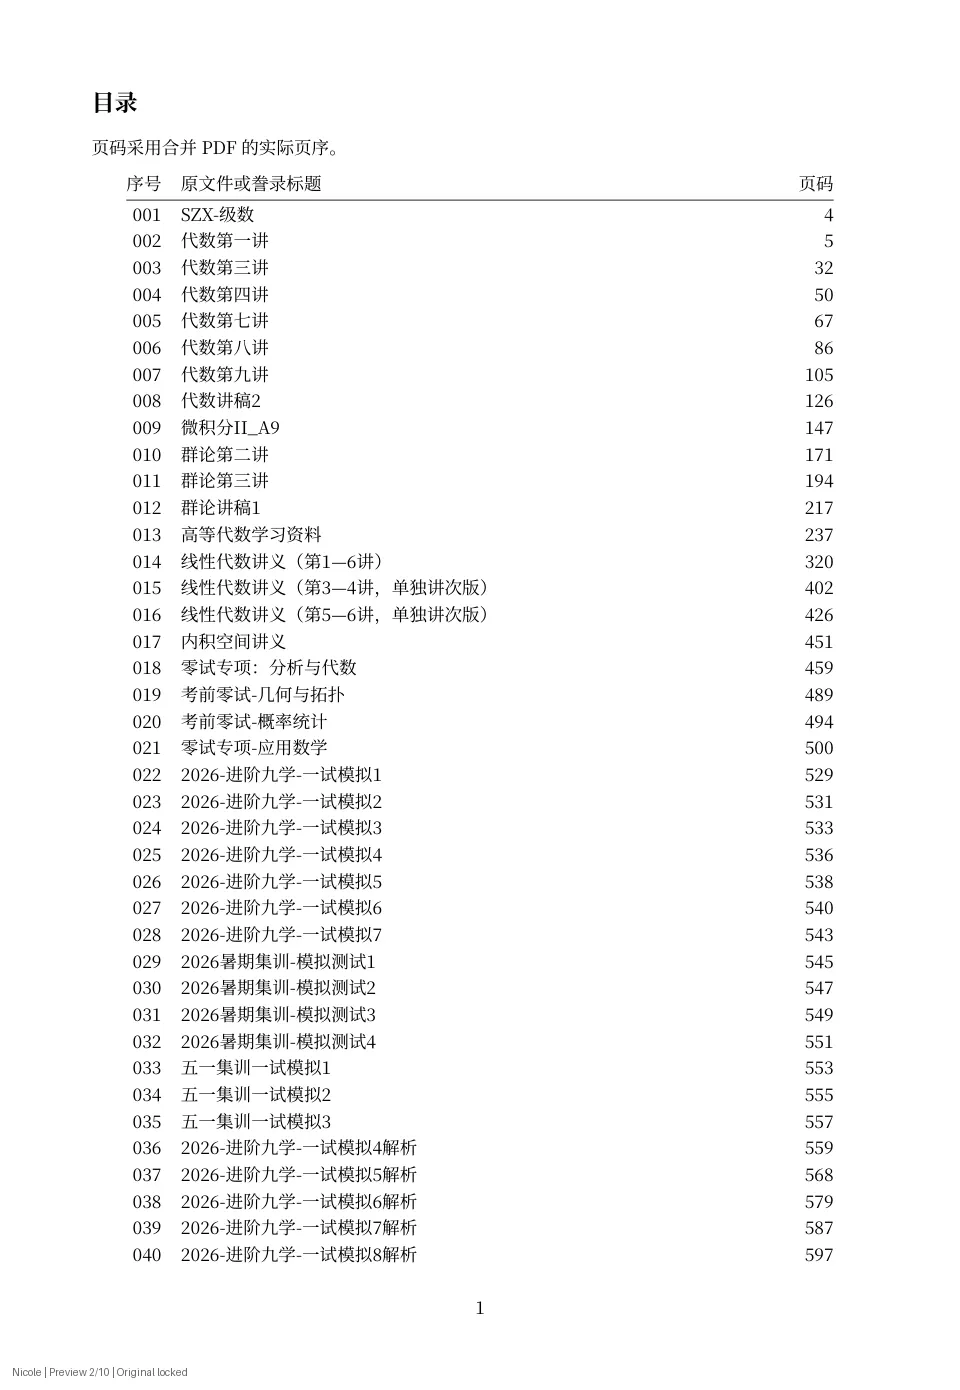 目录
页码采用合并 PDF 的实际页序。
序号 原文件或誊录标题 页码
001 SZX-级数 4
002 代数第一讲 5
003 代数第三讲 32
004 代数第四讲 50
005 代数第七讲 67
006 代数第八讲 86
007 代数第九讲 105
008 代数讲稿2 126
009 微积分II_A9 147
010 群论第二讲 171
011 群论第三讲 194
012 群论讲稿1 217
013 高等代数学习资料 237
014 线性代数讲义（第1—6讲） 320
015 线性代数讲义（第3—4讲，单独讲次版） 402
016 线性代数讲义（第5—6讲，单独讲次版） 426
017 内积空间讲义 451
018 零试专项：分析与代数 459
019 考前零试-几何与拓扑 489
020 考前零试-概率统计 494
021 零试专项-应用数学 500
022 2026-进阶九学-一试模拟1 529
023 2026-进阶九学-一试模拟2 531
024 2026-进阶九学-一试模拟3 533
025 2026-进阶九学-一试模拟4 536
026 2026-进阶九学-一试模拟5 538
027 2026-进阶九学-一试模拟6 540
028 2026-进阶九学-一试模拟7 543
029 2026暑期集训-模拟测试1 545
030 2026暑期集训-模拟测试2 547
031 2026暑期集训-模拟测试3 549
032 2026暑期集训-模拟测试4 551
033 五一集训一试模拟1 553
034 五一集训一试模拟2 555
035 五一集训一试模拟3 557
036 2026-进阶九学-一试模拟4解析 559
037 2026-进阶九学-一试模拟5解析 568
038 2026-进阶九学-一试模拟6解析 579
039 2026-进阶九学-一试模拟7解析 587
040 2026-进阶九学-一试模拟8解析 597
1
Nicole | Preview 2/10 | Original locked